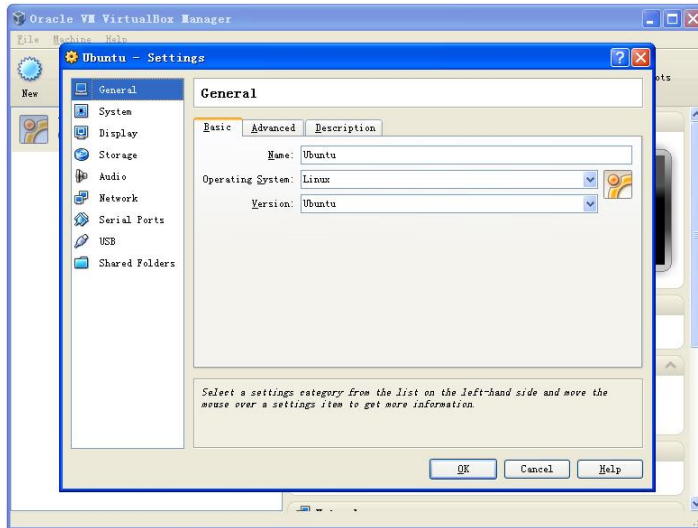 Oracle VM VirtualBox Manager
File Machine Help
New
ots
Ubuntu - Settings
General
System
Display
Storage
Audio
Network
Serial Ports
USB
Shared Folders
General
Basic Advanced Description
Name: Ubuntu
Operating System: Linux
Version: Ubuntu
Select a settings category from the list on the left-hand side and move the
mouse over a settings item to get more information.
OK Cancel Help